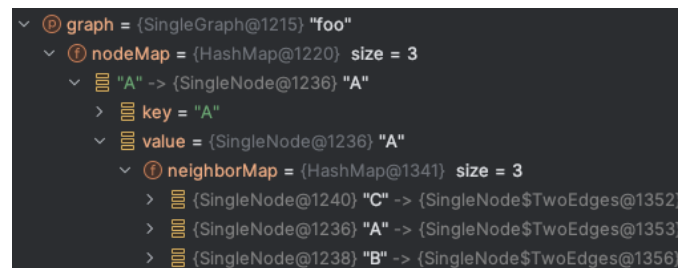 graph = {SingleGraph@1215} "foo"
nodeMap = {HashMap@1220} size = 3
"A" -> {SingleNode@1236} "A"
key = "A"
value = {SingleNode@1236} "A"
neighborMap = {HashMap@1341} size = 3
{SingleNode@1240} "C" -> {SingleNode$TwoEdges@1352}
{SingleNode@1236} "A" -> {SingleNode$TwoEdges@1353}
{SingleNode@1238} "B" -> {SingleNode$TwoEdges@1356}